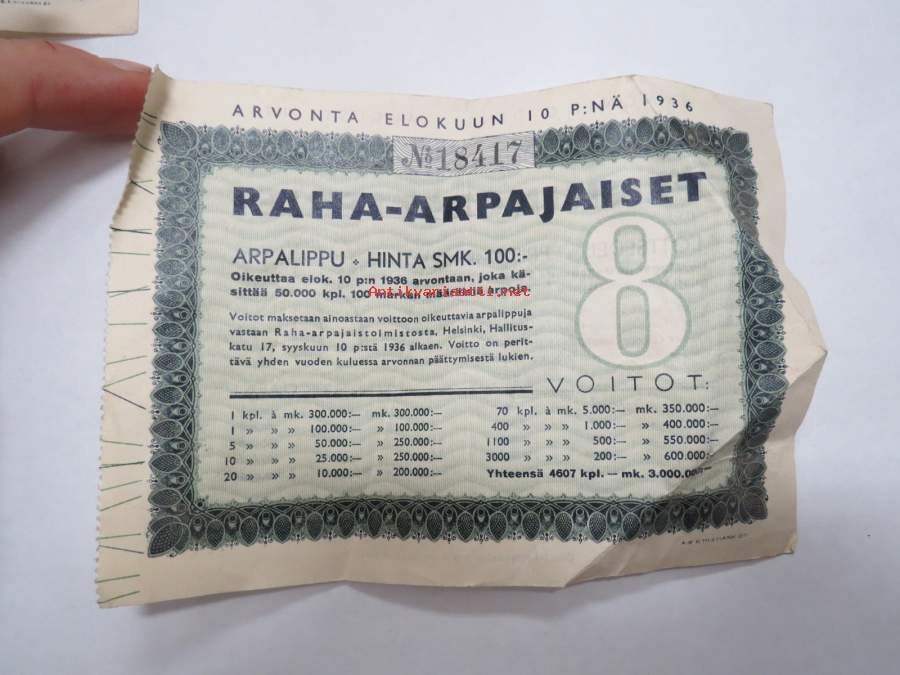 ARVONTA ELOKUUN 10 P:NÄ 1936
No 18417
RAHA-ARPAJAISET
8
ARPALIPPU + HINTA SMK. 100:-
Oikeuttaa elok. 10 p:n 1936 arvontaan, joka kä-
sittää 50.000 kpl. 100 markan määräisiä arpoja.
Antikvariaatti.net
Voitot maksetaan ainoastaan voittoon oikeuttavia arpalippuja
vastaan Raha-arpajaistoimistosta, Helsinki, Hallitus-
katu 17, syyskuun 10 p:stä 1936 alkaen. Voitto on perit-
tävä yhden vuoden kuluessa arvonnan päättymisestä lukien.
VOITOT:
1 kpl. à mk. 300.000:— mk. 300.000:—
1 » » » 100.000:— » 100.000:—
5 » » » 50.000:— » 250.000:—
10 » » » 25.000:— » 250.000:—
20 » » » 10.000:— » 200.000:—
70 kpl. à mk. 5.000:— mk. 350.000:—
400 » » » 1.000:— » 400.000:—
1100 » » » 500:— » 550.000:—
3000 » » » 200:— » 600.000:—
Yhteensä 4607 kpl. — mk. 3.000.000:—